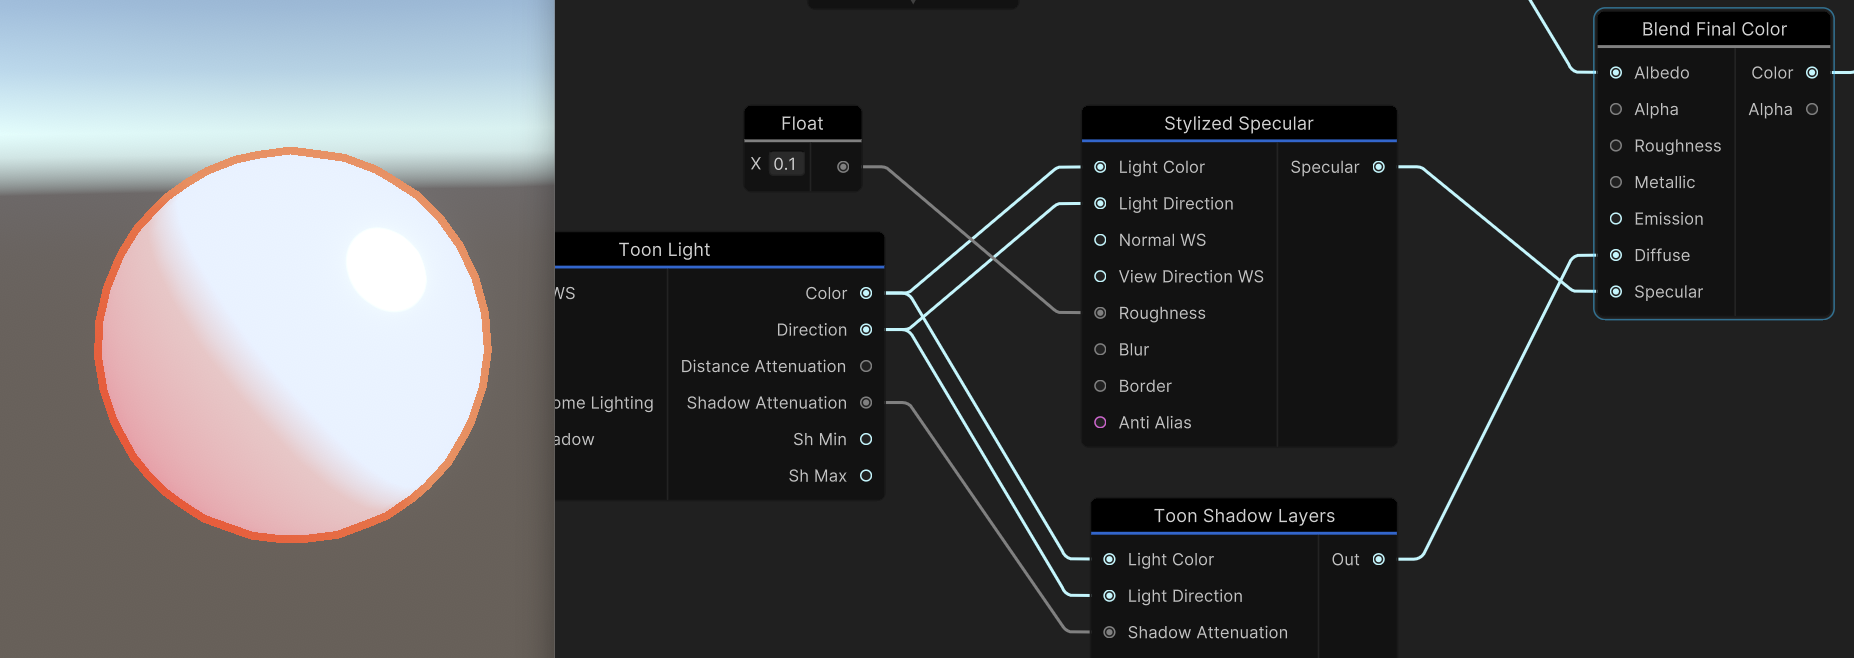 Float
X 0.1
Toon Light
WS
ome Lighting
adow
Color
Direction
Distance Attenuation
Shadow Attenuation
Sh Min
Sh Max
Stylized Specular
Light Color
Light Direction
Normal WS
View Direction WS
Roughness
Blur
Border
Anti Alias
Specular
Toon Shadow Layers
Light Color
Light Direction
Shadow Attenuation
Out
Blend Final Color
Albedo
Alpha
Roughness
Metallic
Emission
Diffuse
Specular
Color
Alpha